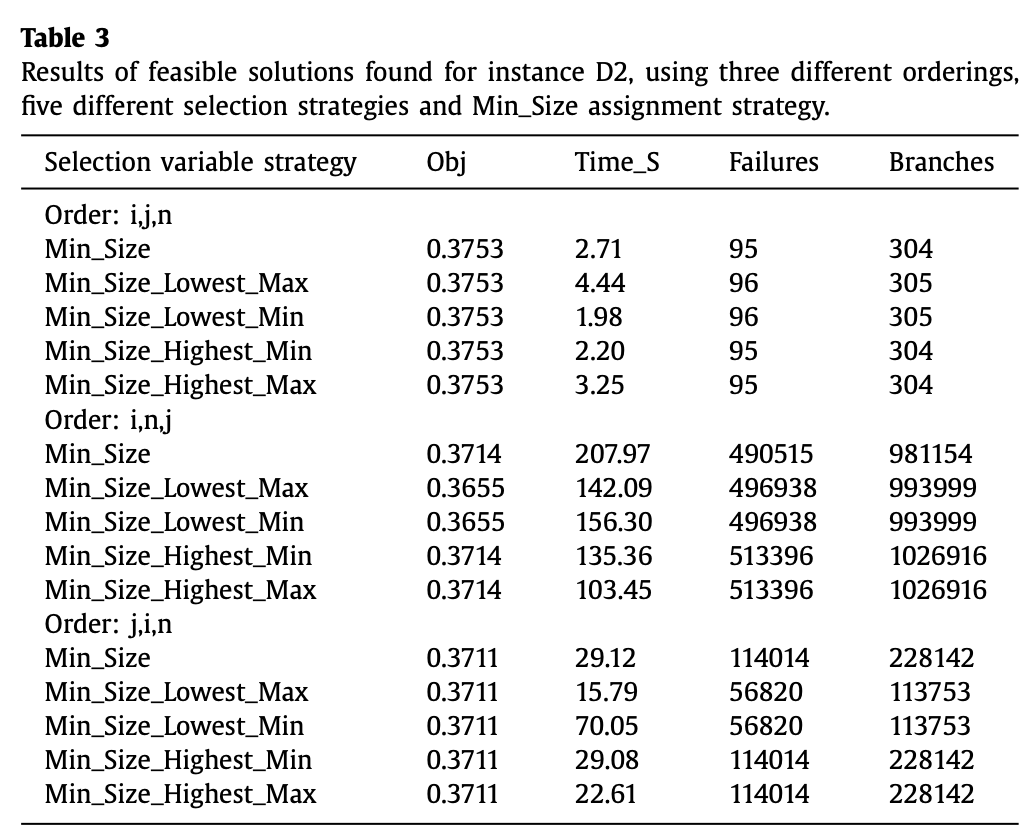 Table 3
Results of feasible solutions found for instance D2, using three different orderings,
five different selection strategies and Min_Size assignment strategy.
Selection variable strategy Obj Time_S Failures Branches
Order: i,j,n
Min_Size 0.3753 2.71 95 304
Min_Size_Lowest_Max 0.3753 4.44 96 305
Min_Size_Lowest_Min 0.3753 1.98 96 305
Min_Size_Highest_Min 0.3753 2.20 95 304
Min_Size_Highest_Max 0.3753 3.25 95 304
Order: i,n,j
Min_Size 0.3714 207.97 490515 981154
Min_Size_Lowest_Max 0.3655 142.09 496938 993999
Min_Size_Lowest_Min 0.3655 156.30 496938 993999
Min_Size_Highest_Min 0.3714 135.36 513396 1026916
Min_Size_Highest_Max 0.3714 103.45 513396 1026916
Order: j,i,n
Min_Size 0.3711 29.12 114014 228142
Min_Size_Lowest_Max 0.3711 15.79 56820 113753
Min_Size_Lowest_Min 0.3711 70.05 56820 113753
Min_Size_Highest_Min 0.3711 29.08 114014 228142
Min_Size_Highest_Max 0.3711 22.61 114014 228142